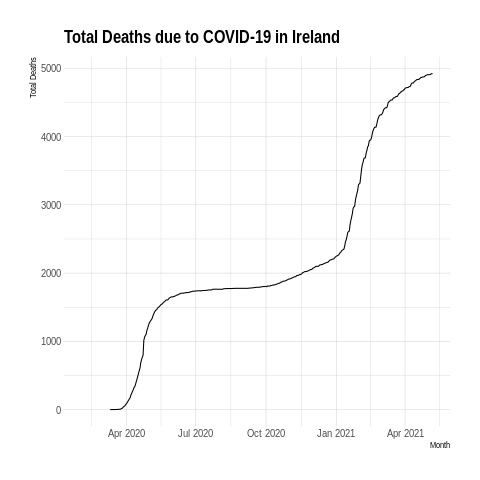 Total Deaths due to COVID-19 in Ireland
Total Deaths
5000
4000
3000
2000
1000
0
Apr 2020 Jul 2020 Oct 2020 Jan 2021 Apr 2021
Month